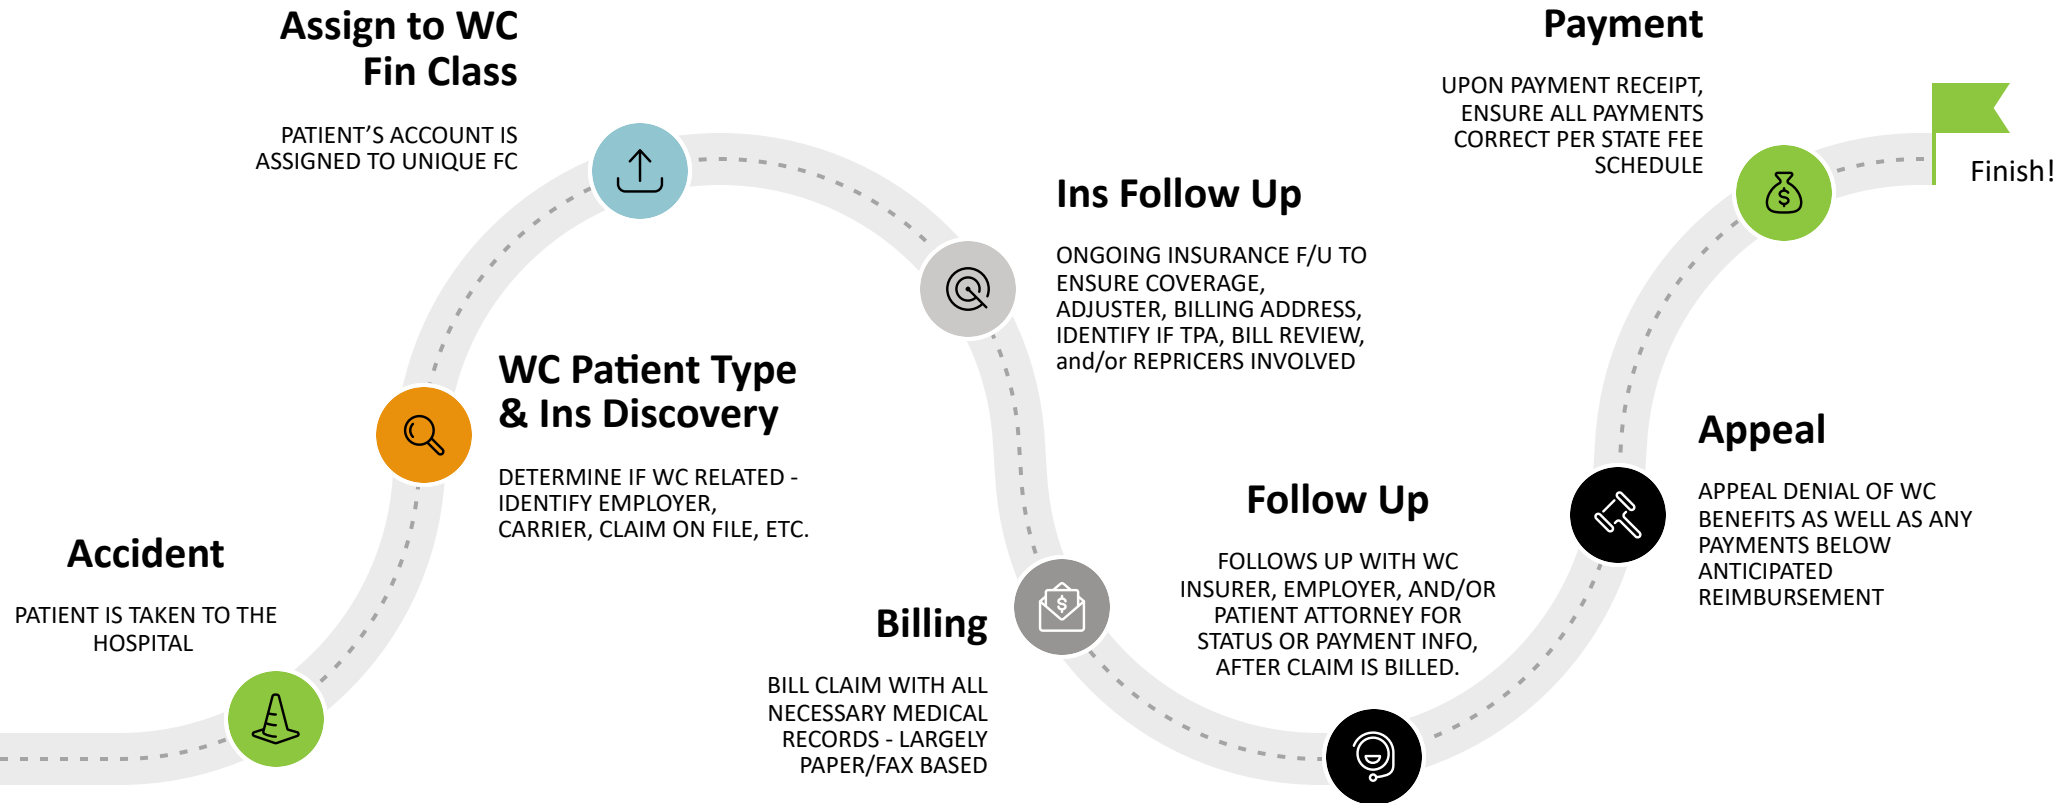 Accident
PATIENT IS TAKEN TO THE
HOSPITAL
WC Patient Type
& Ins Discovery
DETERMINE IF WC RELATED -
IDENTIFY EMPLOYER,
CARRIER, CLAIM ON FILE, ETC.
Assign to WC
Fin Class
PATIENT’S ACCOUNT IS
ASSIGNED TO UNIQUE FC
Ins Follow Up
ONGOING INSURANCE F/U TO
ENSURE COVERAGE,
ADJUSTER, BILLING ADDRESS,
IDENTIFY IF TPA, BILL REVIEW,
and/or REPRICERS INVOLVED
Billing
BILL CLAIM WITH ALL
NECESSARY MEDICAL
RECORDS - LARGELY
PAPER/FAX BASED
$
Follow Up
FOLLOWS UP WITH WC
INSURER, EMPLOYER, AND/OR
PATIENT ATTORNEY FOR
STATUS OR PAYMENT INFO,
AFTER CLAIM IS BILLED.
Appeal
APPEAL DENIAL OF WC
BENEFITS AS WELL AS ANY
PAYMENTS BELOW
ANTICIPATED
REIMBURSEMENT
Payment
UPON PAYMENT RECEIPT,
ENSURE ALL PAYMENTS
CORRECT PER STATE FEE
SCHEDULE
$
Finish!